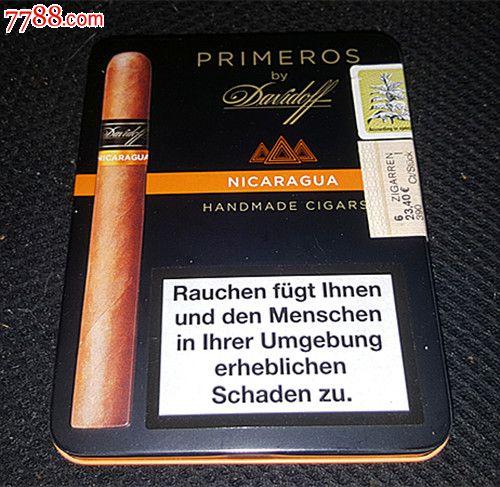 7788.com
PRIMEROS
by
Davidoff
Davidoff
NICARAGUA
NICARAGUA
HANDMADE CIGARS
6 ZIGARREN
23,40 €
Rauchen fügt Ihnen
und den Menschen
in Ihrer Umgebung
erheblichen
Schaden zu.